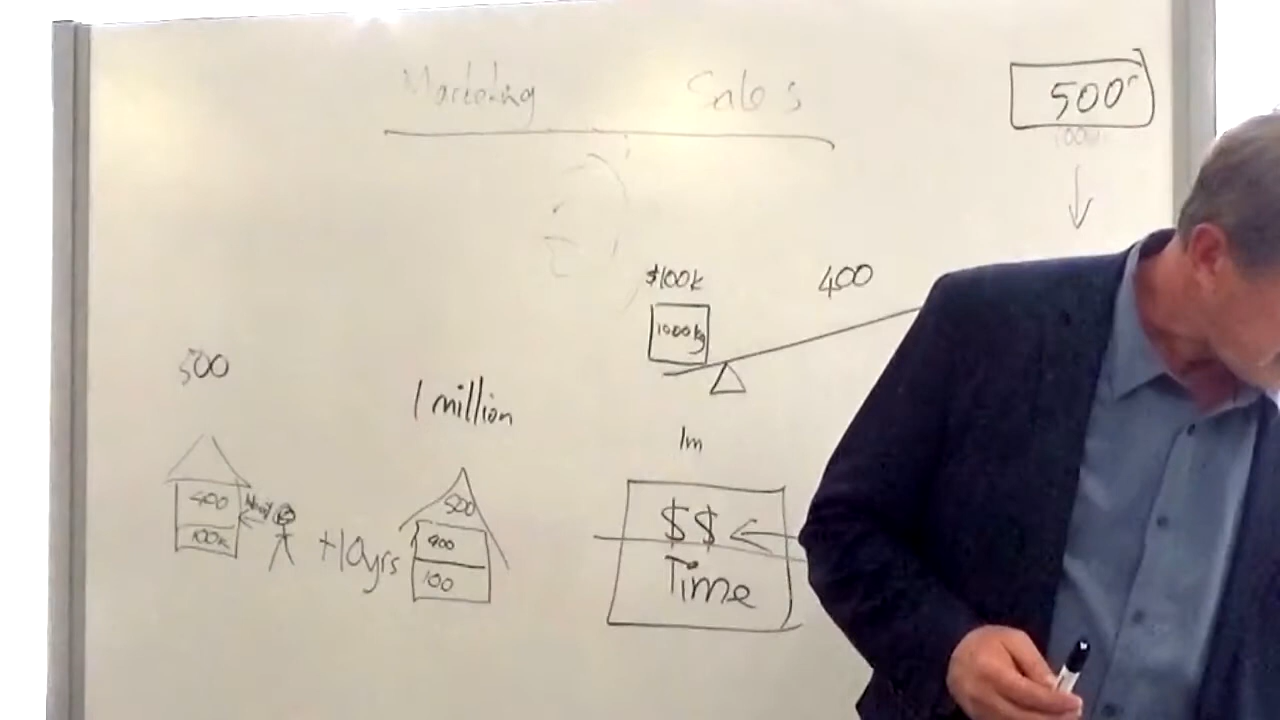 Marketing Sales
500
$100k 400
1000kg
500
1 million
1m
400
100k
+10yrs
500
400
100
$$
Time